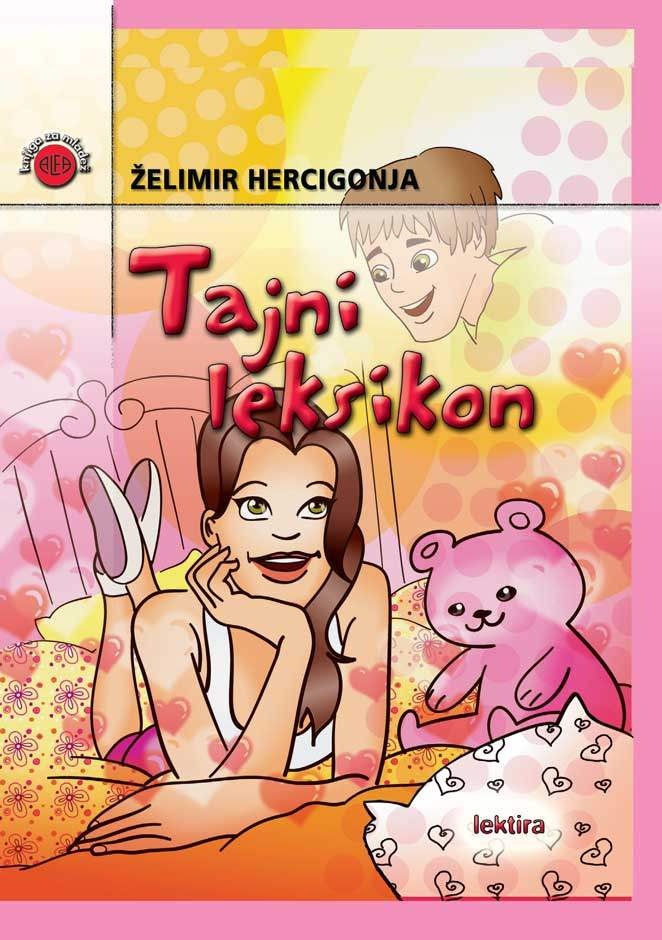 knjiga za mladež
ALFA
ŽELIMIR HERCIGONJA
Tajni
leksikon
lektira